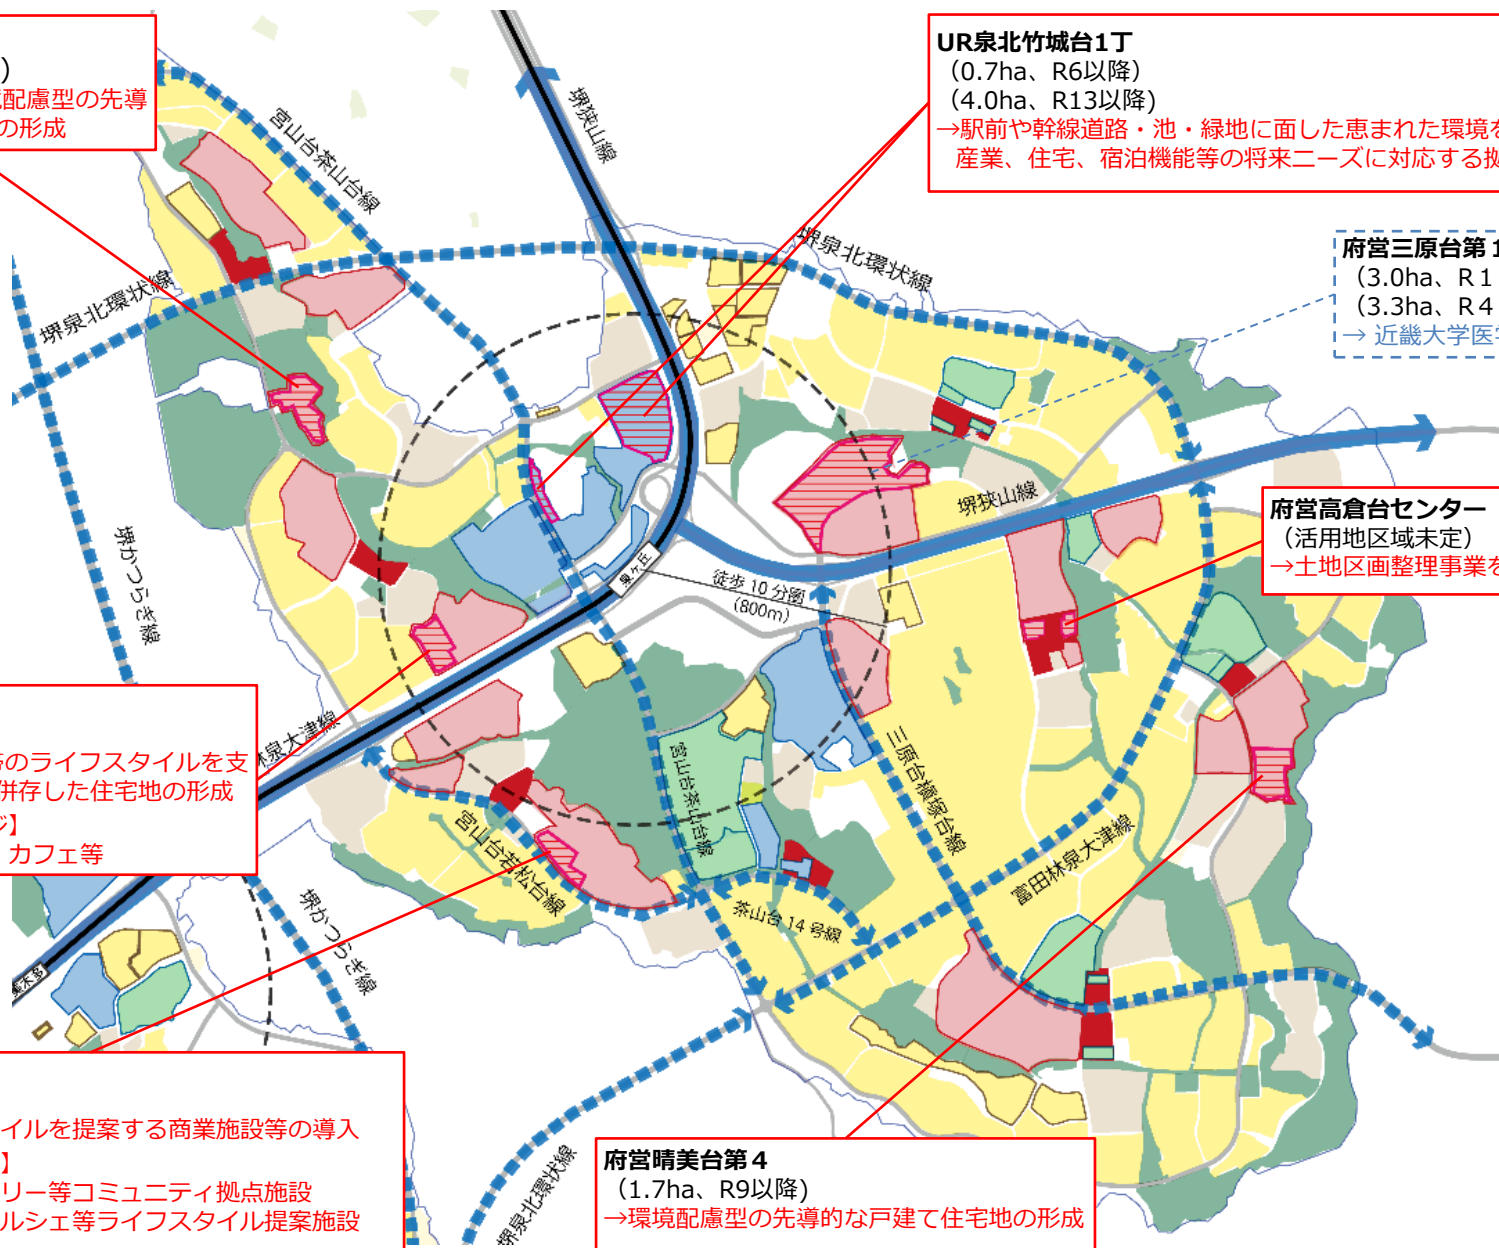 )
配慮型の先導
の形成
UR泉北竹城台1丁
（0.7ha、R6以降）
（4.0ha、R13以降)
→駅前や幹線道路・池・緑地に面した恵まれた環境を
産業、住宅、宿泊機能等の将来ニーズに対応する拠
府営三原台第１
（3.0ha、R１
（3.3ha、R４
→ 近畿大学医学
府営高倉台センター
（活用地区域未定）
→土地区画整理事業を
のライフスタイルを支
併存した住宅地の形成
】
カフェ等
イルを提案する商業施設等の導入
】
リー等コミュニティ拠点施設
ルシェ等ライフスタイル提案施設
府営晴美台第４
（1.7ha、R9以降)
→環境配慮型の先導的な戸建て住宅地の形成
宮山台茶山台線
堺狭山線
堺泉北環状線
堺泉北環状線
堺狭山線
堺かつらぎ線
泉ケ丘
徒歩 10 分圏
（800m）
林泉大津線
宮山台茶山台線
三原台槇塚台線
宮山台若松台線
富田林泉大津線
茶山台 14 号線
堺かつらぎ線
美木多
堺泉北環状線